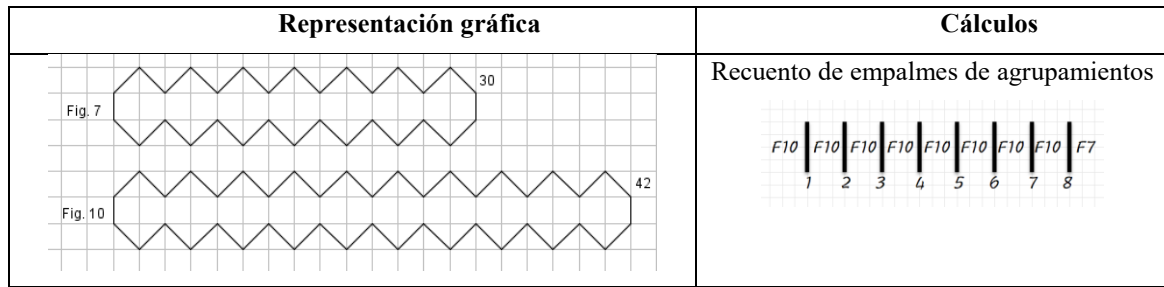 Representación gráfica
Cálculos
Fig. 7
30
Fig. 10
42
Recuento de empalmes de agrupamientos
F10 F10 F10 F10 F10 F10 F10 F10 F7
1 2 3 4 5 6 7 8